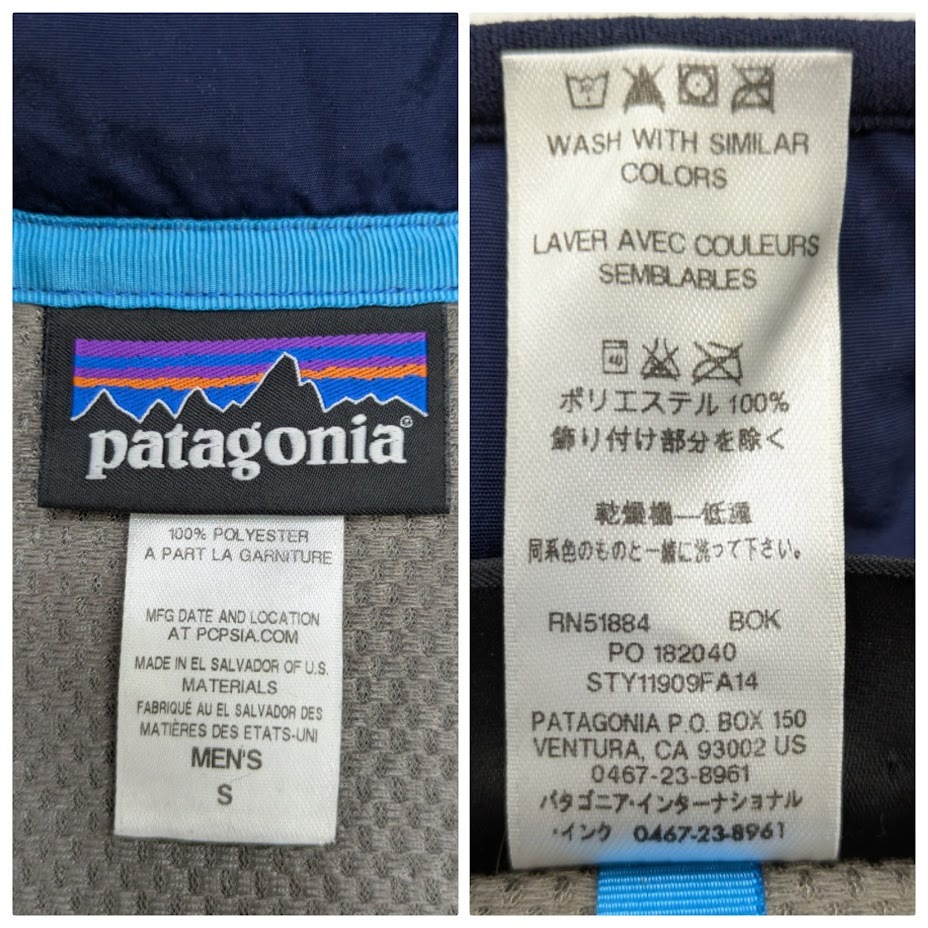 patagonia
100% POLYESTER
A PART LA GARNITURE
MFG DATE AND LOCATION
AT PCPSIA.COM
MADE IN EL SALVADOR OF U.S.
MATERIALS
FABRIQUÉ AU EL SALVADOR DES
MATIÈRES DES ETATS-UNI
MEN'S
S
WASH WITH SIMILAR
COLORS
LAVER AVEC COULEURS
SEMBLABLES
40
ポリエステル 100%
飾り付け部分を除く
乾燥機—低温
同系色のものと一緒に洗って下さい。
RN51884 BOK
PO 182040
STY11909FA14
PATAGONIA P.O. BOX 150
VENTURA, CA 93002 US
0467-23-8961
パタゴニア・インターナショナル
・インク 0467-23-8961